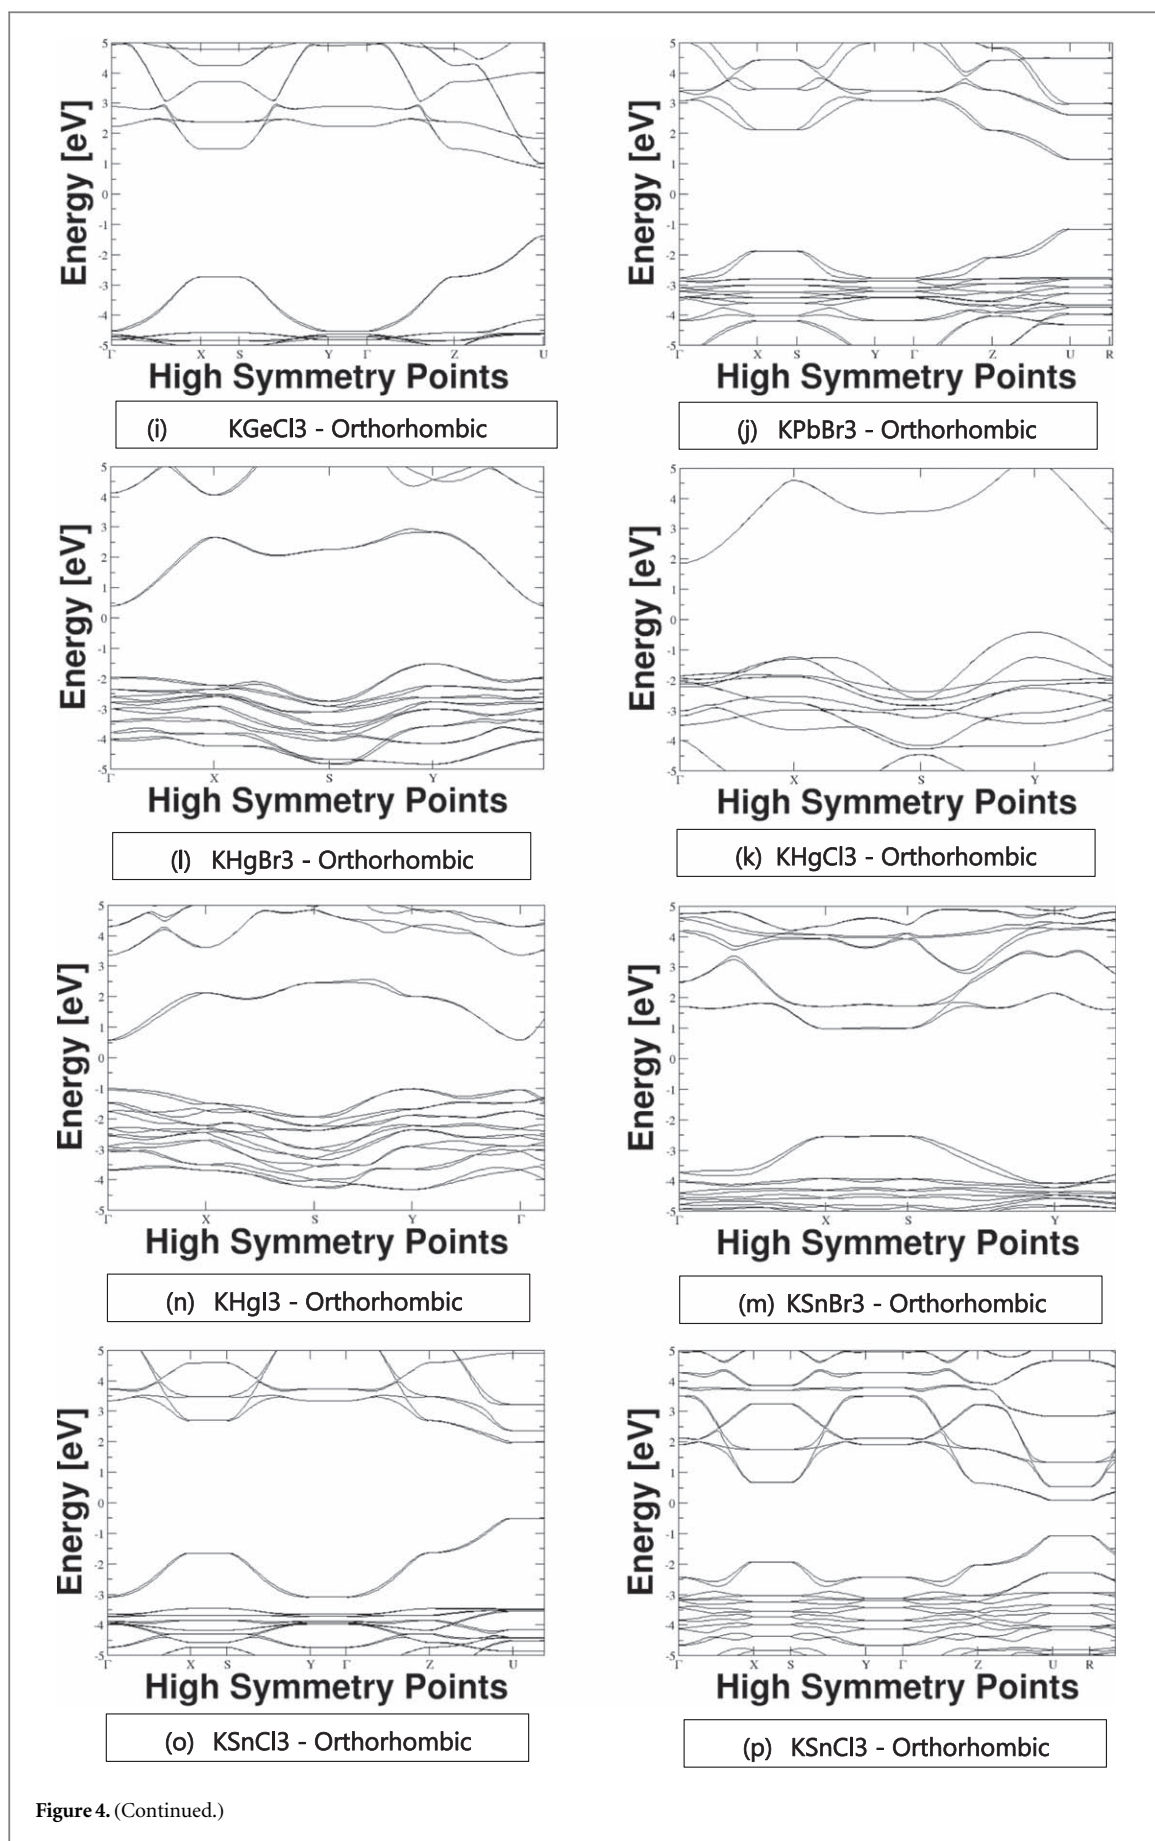 5
4
3
2
1
0
-1
-2
-3
-4
-5
Energy [eV]
Γ X S Y Γ Z U
High Symmetry Points
(i) KGeCl3 - Orthorhombic
5
4
3
2
1
0
-1
-2
-3
-4
-5
Energy [eV]
Γ X S Y Γ Z U R
High Symmetry Points
(j) KPbBr3 - Orthorhombic
5
4
3
2
1
0
-1
-2
-3
-4
-5
Energy [eV]
Γ X S Y
High Symmetry Points
(l) KHgBr3 - Orthorhombic
5
4
3
2
1
0
-1
-2
-3
-4
-5
Energy [eV]
Γ X S Y
High Symmetry Points
(k) KHgCl3 - Orthorhombic
5
4
3
2
1
0
-1
-2
-3
-4
-5
Energy [eV]
Γ X S Y Γ
High Symmetry Points
(n) KHgI3 - Orthorhombic
5
4
3
2
1
0
-1
-2
-3
-4
-5
Energy [eV]
Γ X S Y
High Symmetry Points
(m) KSnBr3 - Orthorhombic
5
4
3
2
1
0
-1
-2
-3
-4
-5
Energy [eV]
Γ X S Y Γ Z U
High Symmetry Points
(o) KSnCl3 - Orthorhombic
5
4
3
2
1
0
-1
-2
-3
-4
-5
Energy [eV]
Γ X S Y Γ Z U R
High Symmetry Points
(p) KSnCl3 - Orthorhombic
Figure 4. (Continued.)